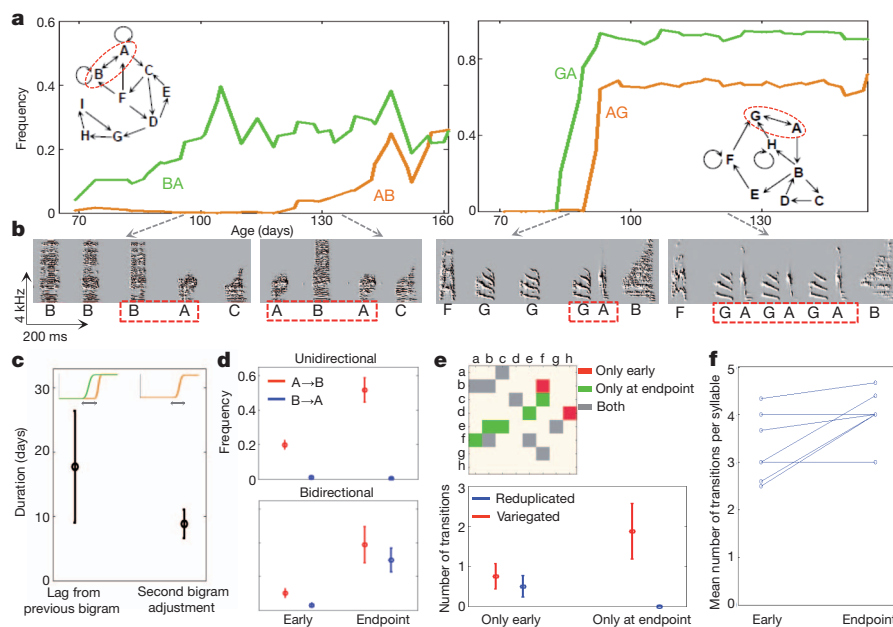 a
0.6
0.4
0.2
0
Frequency
A
B
C
E
F
I
D
H
G
BA
AB
70
100
130
160
Age (days)
0.8
0.4
0
GA
AG
G
A
H
F
B
E
D
C
70
100
130
b
4 kHz
200 ms
B B B A C
A B A C
F G G G A B
F G A G A G A B
c
Duration (days)
30
20
10
0
Lag from previous bigram
Second bigram adjustment
d
Unidirectional
Frequency
0.6
0.4
0.2
0
A→B
B→A
Bidirectional
Early Endpoint
e
a b c d e f g h
a
b
c
d
e
f
g
h
Only early
Only at endpoint
Both
Number of transitions
3
2
1
0
Reduplicated
Variegated
Only early Only at endpoint
f
Mean number of transitions per syllable
5
4
3
2
1
0
Early Endpoint